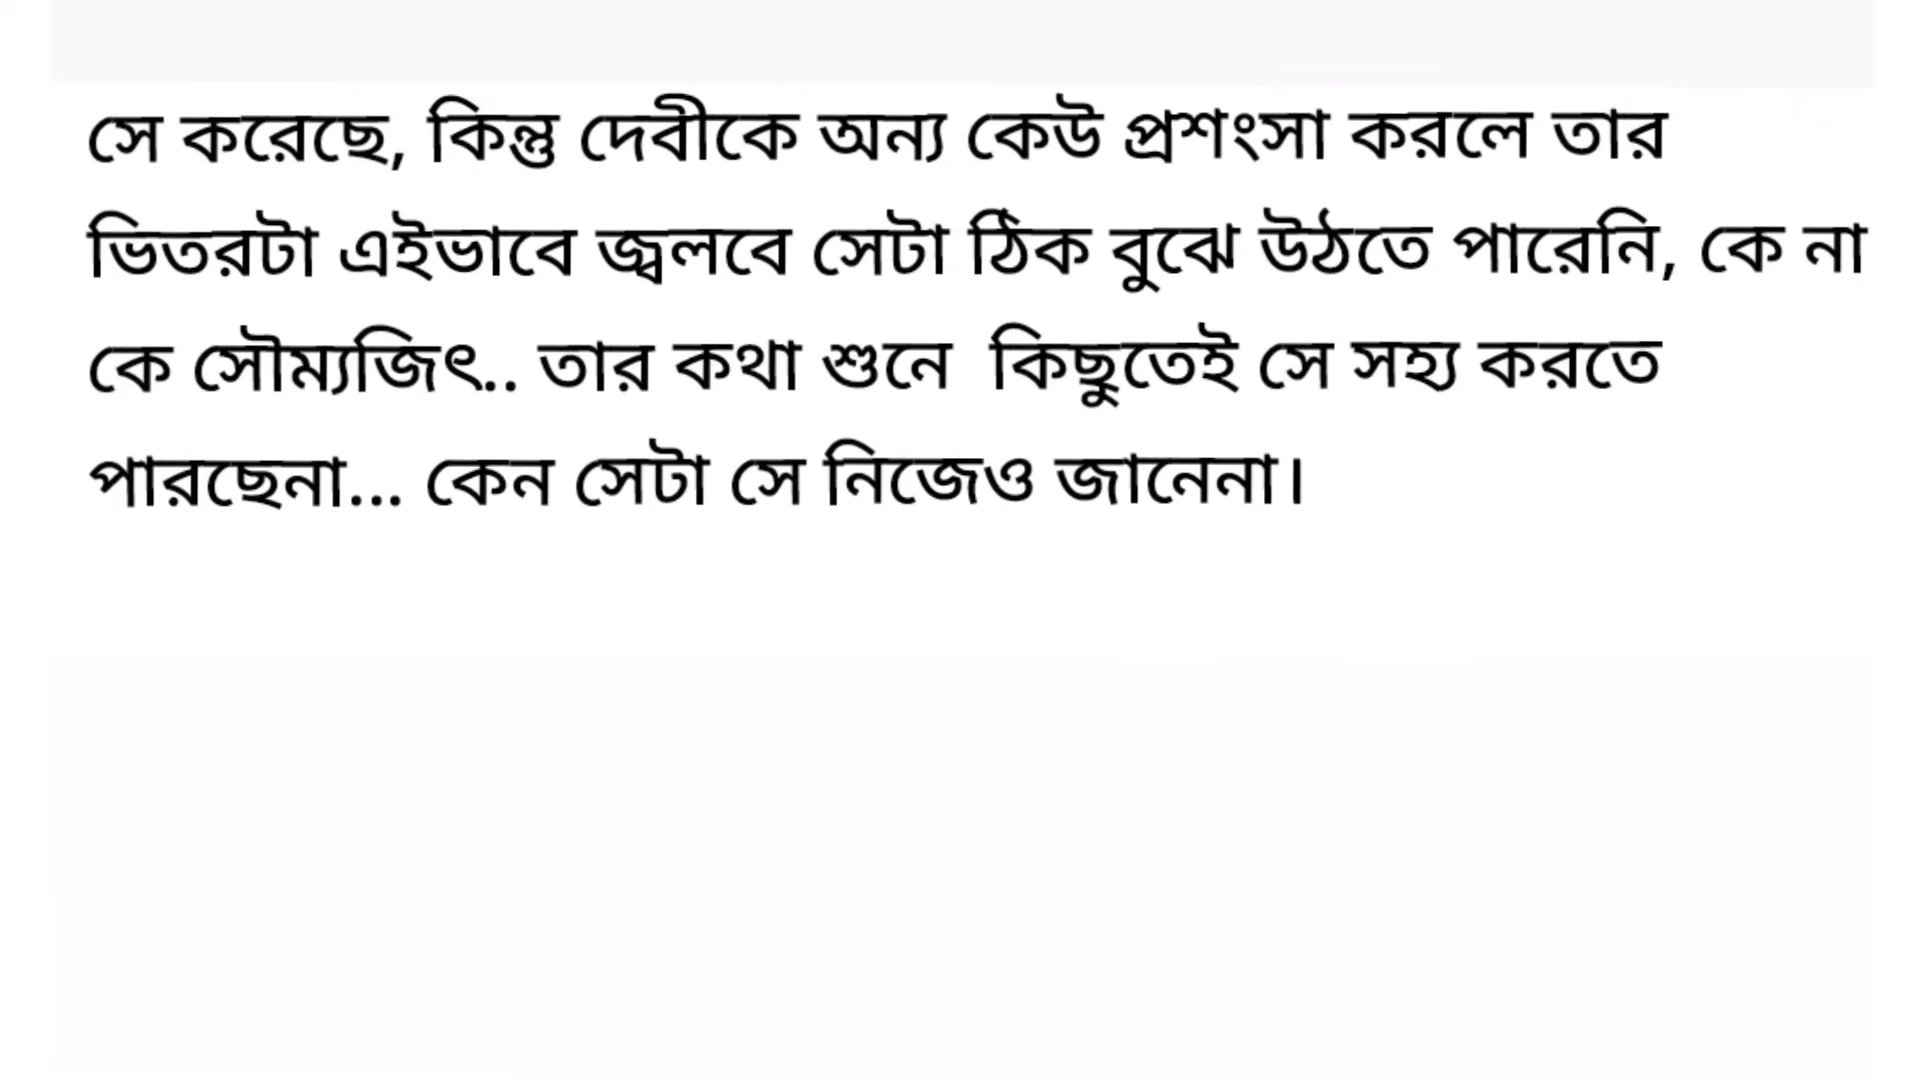 সে করেছে, কিন্তু দেবীকে অন্য কেউ প্রশংসা করলে তার
ভিতরটা এইভাবে জ্বলবে সেটা ঠিক বুঝে উঠতে পারেনি, কে না
কে সৌম্যজিৎ.. তার কথা শুনে  কিছুতেই সে সহ্য করতে
পারছেনা... কেন সেটা সে নিজেও জানেনা।